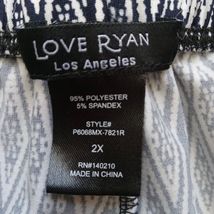 LOVE RYAN
Los Angeles
95% POLYESTER
5% SPANDEX
STYLE#
P6068MX-7821R
2X
RN#140210
MADE IN CHINA